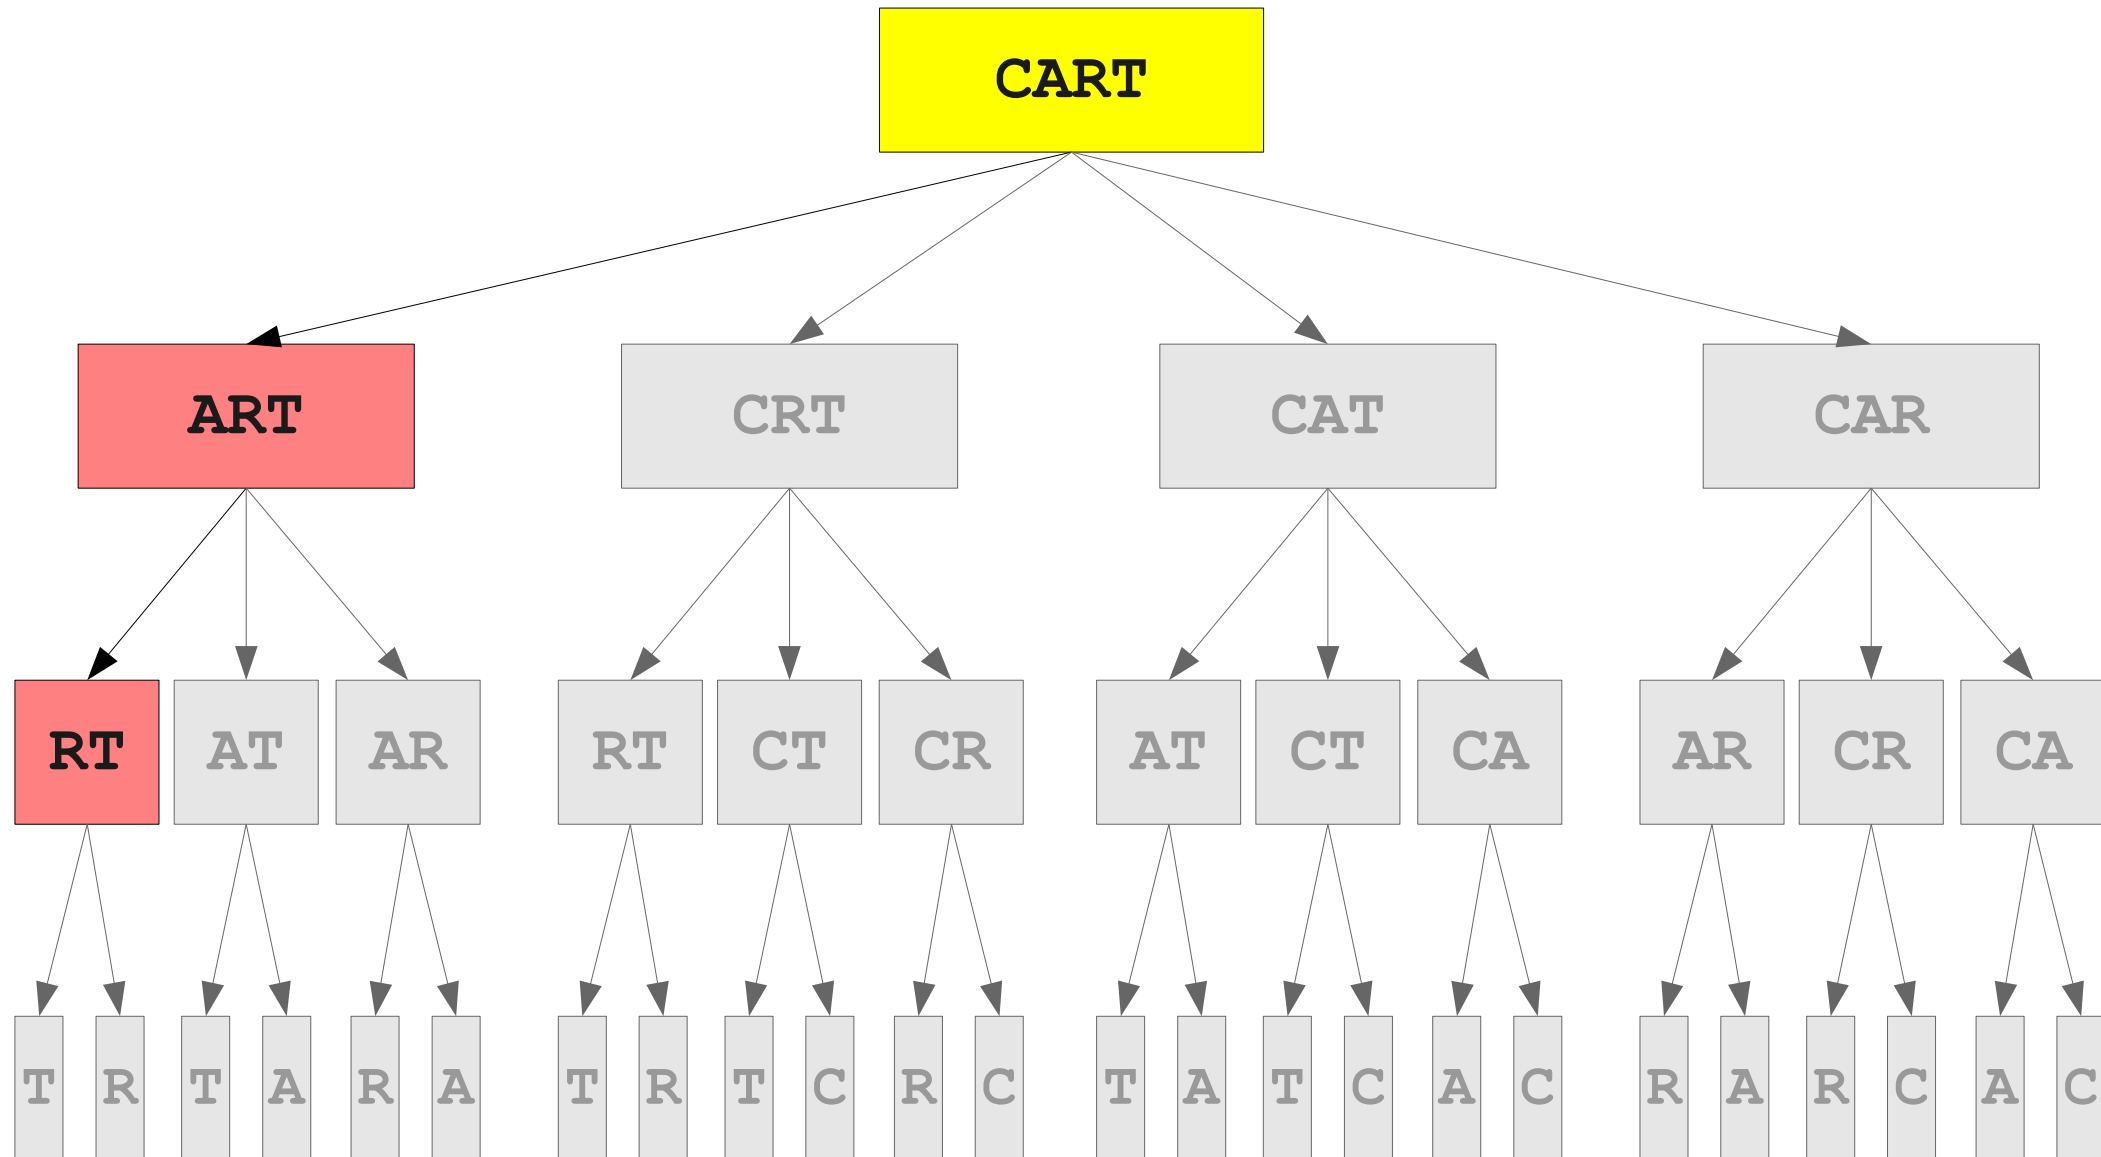 CART
ART CRT CAT CAR
RT AT AR RT CT CR AT CT CA AR CR CA
T R T A R A T R T C R C T A T C A C R A R C A C